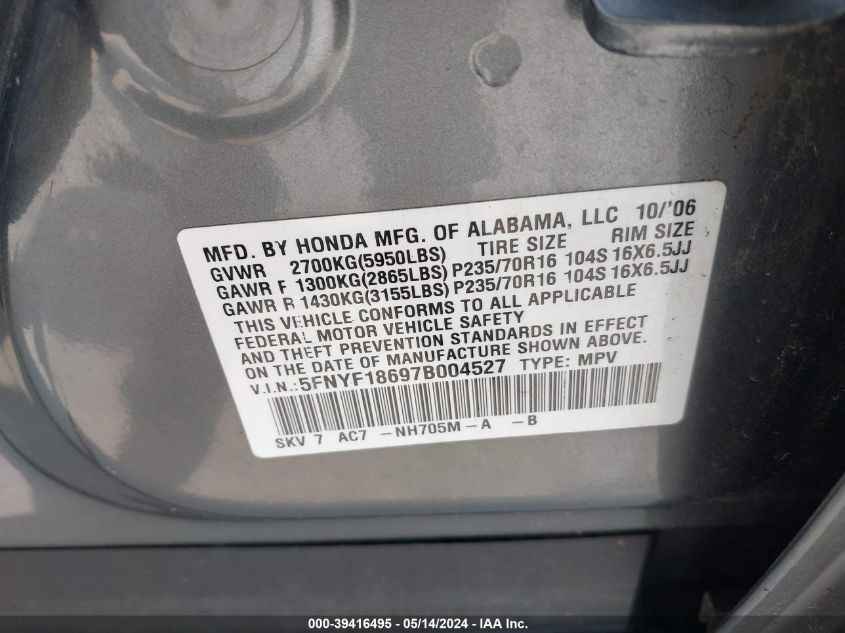 MFD. BY HONDA MFG. OF ALABAMA, LLC 10/'06
GVWR 2700KG(5950LBS) TIRE SIZE RIM SIZE
GAWR F 1300KG(2865LBS) P235/70R16 104S 16X6.5JJ
GAWR R 1430KG(3155LBS) P235/70R16 104S 16X6.5JJ
THIS VEHICLE CONFORMS TO ALL APPLICABLE
FEDERAL MOTOR VEHICLE SAFETY
AND THEFT PREVENTION STANDARDS IN EFFECT
ON THE DATE OF MANUFACTURE SHOWN ABOVE.
V.I.N.:5FNYF18697B004527 TYPE: MPV
SKV 7 AC7 -NH705M-A -B
000-39416495 - 05/14/2024 - IAA Inc.